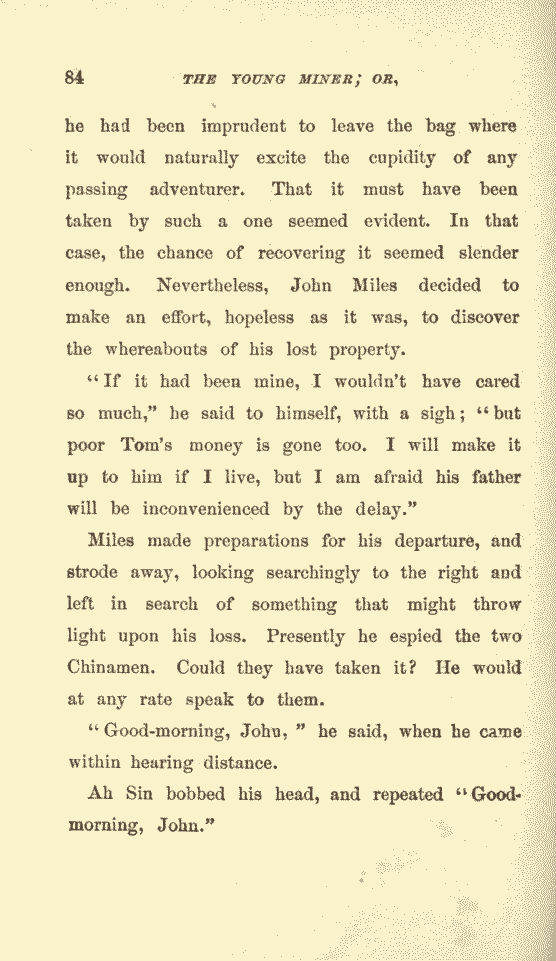 84 THE YOUNG MINER; OR,
he had been imprudent to leave the bag where
it would naturally excite the cupidity of any
passing adventurer. That it must have been
taken by such a one seemed evident. In that
case, the chance of recovering it seemed slender
enough. Nevertheless, John Miles decided to
make an effort, hopeless as it was, to discover
the whereabouts of his lost property.
“If it had been mine, I wouldn’t have cared
so much,” he said to himself, with a sigh; “but
poor Tom’s money is gone too. I will make it
up to him if I live, but I am afraid his father
will be inconvenienced by the delay.”
Miles made preparations for his departure, and
strode away, looking searchingly to the right and
left in search of something that might throw
light upon his loss. Presently he espied the two
Chinamen. Could they have taken it? He would
at any rate speak to them.
“Good-morning, John,” he said, when he came
within hearing distance.
Ah Sin bobbed his head, and repeated “Good-
morning, John.”